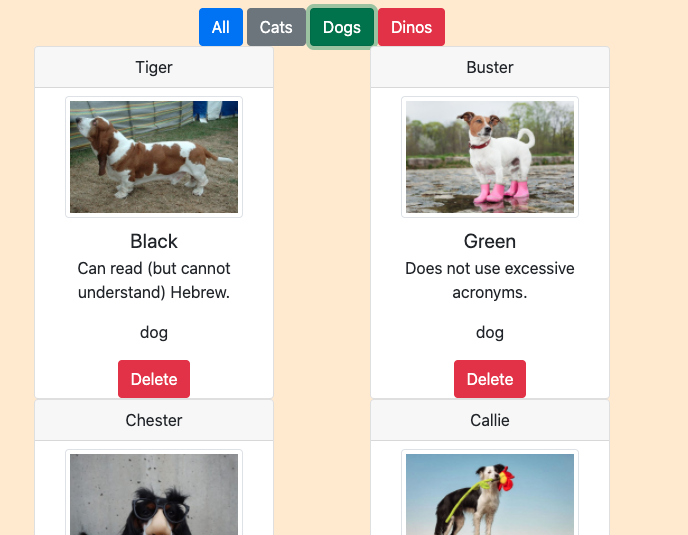 All Cats Dogs Dinos
Tiger
Black
Can read (but cannot
understand) Hebrew.
dog
Delete
Buster
Green
Does not use excessive
acronyms.
dog
Delete
Chester
Callie